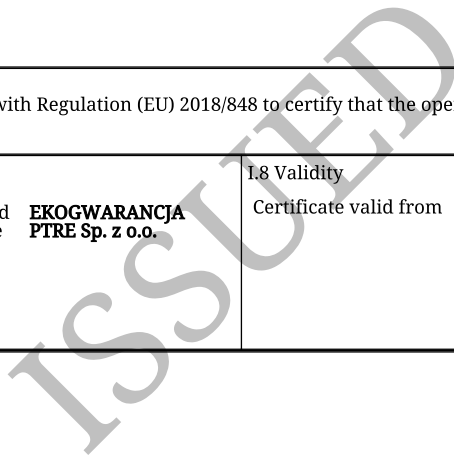 with Regulation (EU) 2018/848 to certify that the ope
I.8 Validity
Certificate valid from
d EKOGWARANCJA
e PTRE Sp. z o.o.
ISSUED